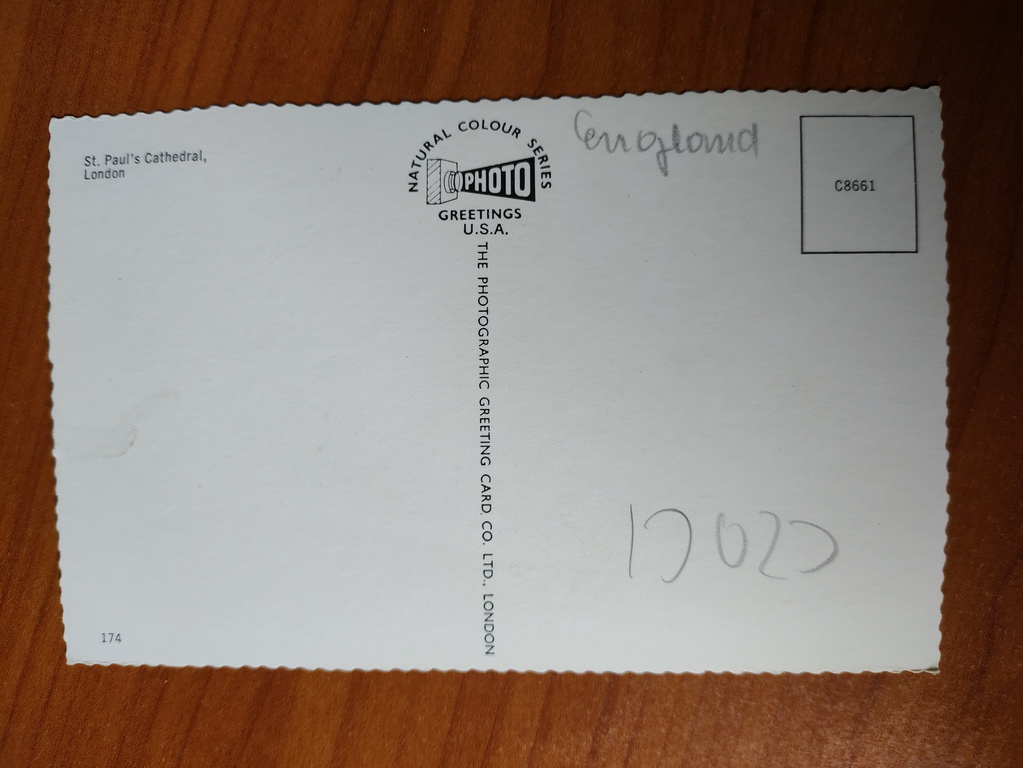 St. Paul's Cathedral,
London
NATURAL COLOUR SERIES
PHOTO
GREETINGS
U.S.A.
THE PHOTOGRAPHIC GREETING CARD CO. LTD., LONDON
England
C8661
174